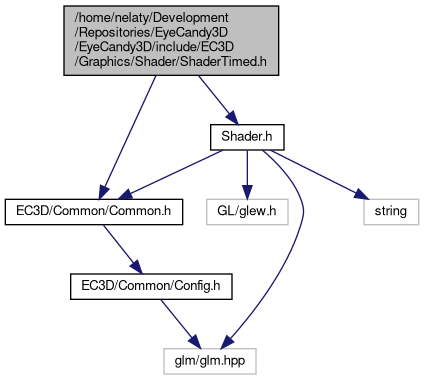 /home/nelaty/Development
/Repositories/EyeCandy3D
/EyeCandy3D/include/EC3D
/Graphics/Shader/ShaderTimed.h
Shader.h
EC3D/Common/Common.h
GL/glew.h
string
EC3D/Common/Config.h
glm/glm.hpp